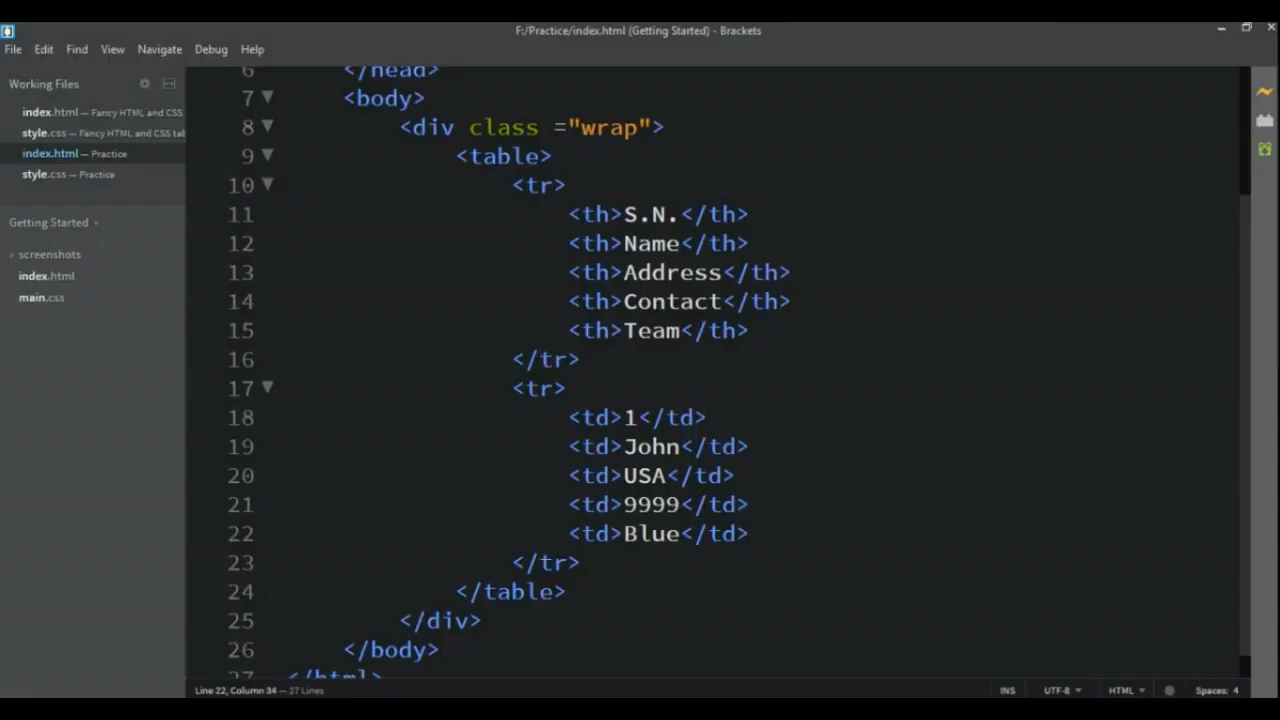 F:/Practice/index.html (Getting Started) - Brackets
File Edit Find View Navigate Debug Help
Working Files
index.html — Fancy HTML and CSS
style.css — Fancy HTML and CSS tab
index.html — Practice
style.css — Practice
Getting Started
screenshots
index.html
main.css
6 </head>
7 <body>
8 <div class ="wrap">
9 <table>
10 <tr>
11 <th>S.N.</th>
12 <th>Name</th>
13 <th>Address</th>
14 <th>Contact</th>
15 <th>Team</th>
16 </tr>
17 <tr>
18 <td>1</td>
19 <td>John</td>
20 <td>USA</td>
21 <td>9999</td>
22 <td>Blue</td>
23 </tr>
24 </table>
25 </div>
26 </body>
27 </html>
Line 22, Column 34 — 27 Lines
INS UTF-8 HTML Spaces: 4